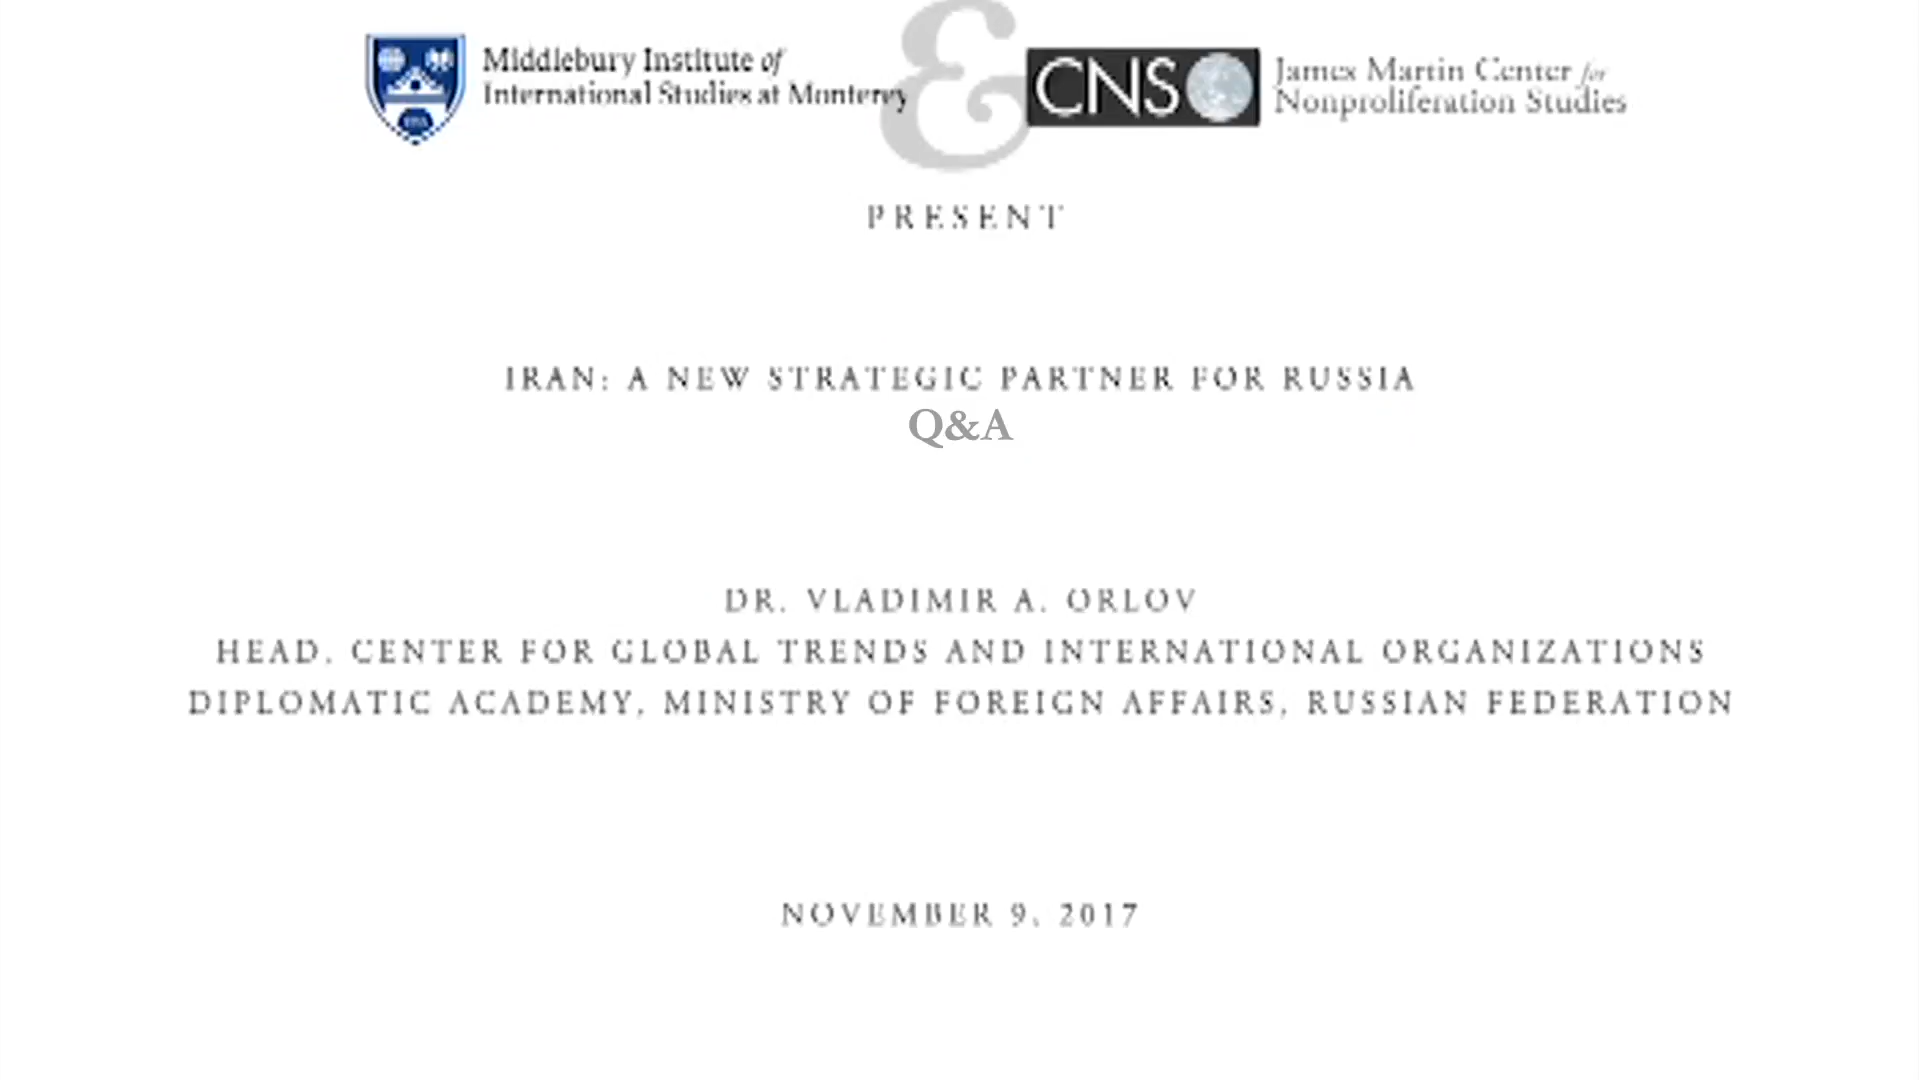 Middlebury Institute of
International Studies at Monterey
&
CNS
James Martin Center for
Nonproliferation Studies
PRESENT
IRAN: A NEW STRATEGIC PARTNER FOR RUSSIA
Q&A
DR. VLADIMIR A. ORLOV
HEAD, CENTER FOR GLOBAL TRENDS AND INTERNATIONAL ORGANIZATIONS
DIPLOMATIC ACADEMY, MINISTRY OF FOREIGN AFFAIRS, RUSSIAN FEDERATION
NOVEMBER 9, 2017